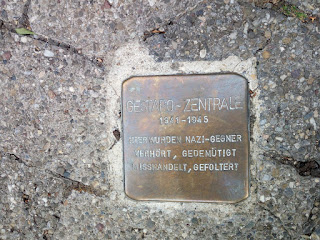 GESTAPO-ZENTRALE
1941-1945
HIER WURDEN NAZI-GEGNER
VERHÖRT, GEDEMÜTIGT
MISSHANDELT, GEFOLTERT